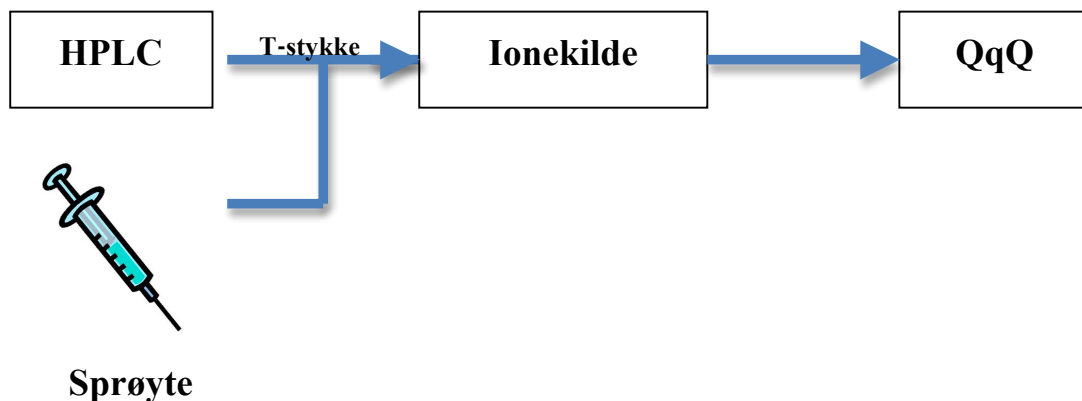 HPLC
T-stykke
Ionekilde
QqQ
Sprøyte